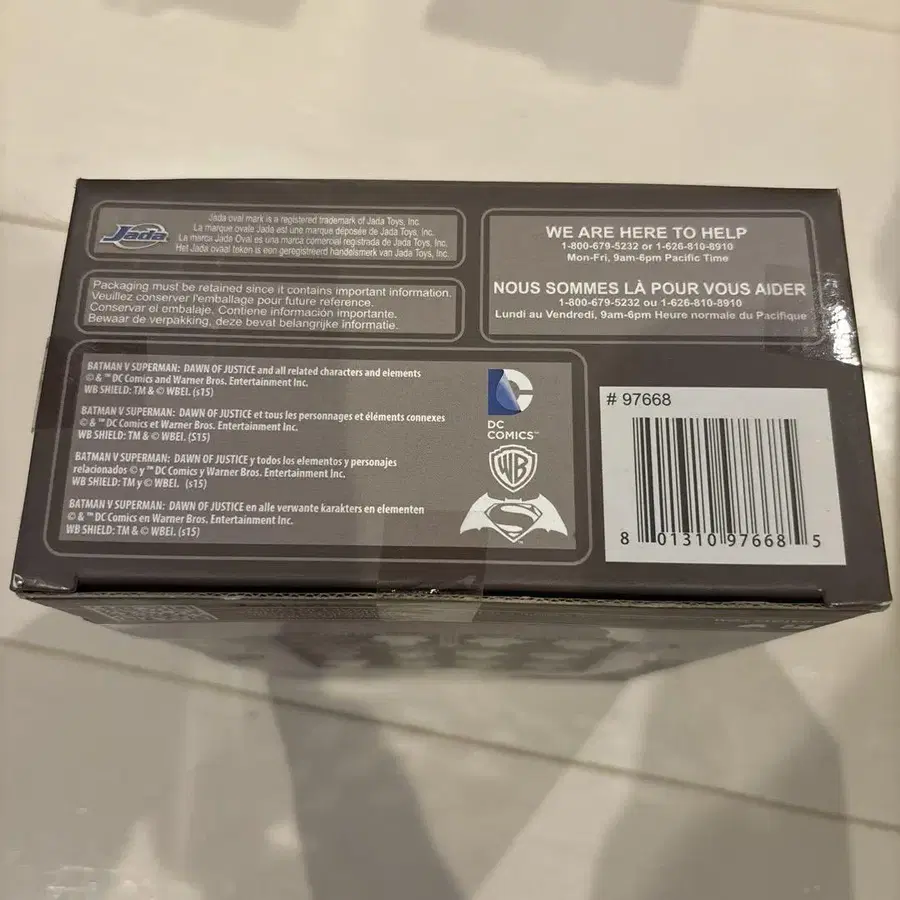 Jada
Jada oval mark is a registered trademark of Jada Toys, Inc.
La marque ovale Jada est une marque déposée de Jada Toys, Inc.
La marca Jada Oval es una marca comercial registrada de Jada Toys, Inc.
Het Jada ovaal teken is een geregistreerd handelsmerk van Jada Toys, Inc.
Packaging must be retained since it contains important information.
Veuillez conserver l'emballage pour future reference.
Conservar el embalaje. Contiene información importante.
Bewaar de verpakking, deze bevat belangrijke informatie.
WE ARE HERE TO HELP
1-800-679-5232 or 1-626-810-8910
Mon-Fri, 9am-6pm Pacific Time
NOUS SOMMES LÀ POUR VOUS AIDER
1-800-679-5232 ou 1-626-810-8910
Lundi au Vendredi, 9am-6pm Heure normale du Pacifique
BATMAN V SUPERMAN: DAWN OF JUSTICE and all related characters and elements
© & ™ DC Comics and Warner Bros. Entertainment Inc.
WB SHIELD: TM & © WBEI. (s15)
BATMAN V SUPERMAN: DAWN OF JUSTICE et tous les personnages et éléments connexes
© & ™ DC Comics et Warner Bros. Entertainment Inc.
WB SHIELD: TM & © WBEI. (S15)
BATMAN V SUPERMAN: DAWN OF JUSTICE y todos los elementos y personajes
relacionados © y ™ DC Comics y Warner Bros. Entertainment Inc.
WB SHIELD: TM y © WBEI. (s15)
BATMAN V SUPERMAN: DAWN OF JUSTICE en alle verwante karakters en elementen
© & ™ DC Comics en Warner Bros. Entertainment Inc.
WB SHIELD: TM & © WBEI. (s15)
DC
COMICS™
WB
# 97668
8 01310 97668 5